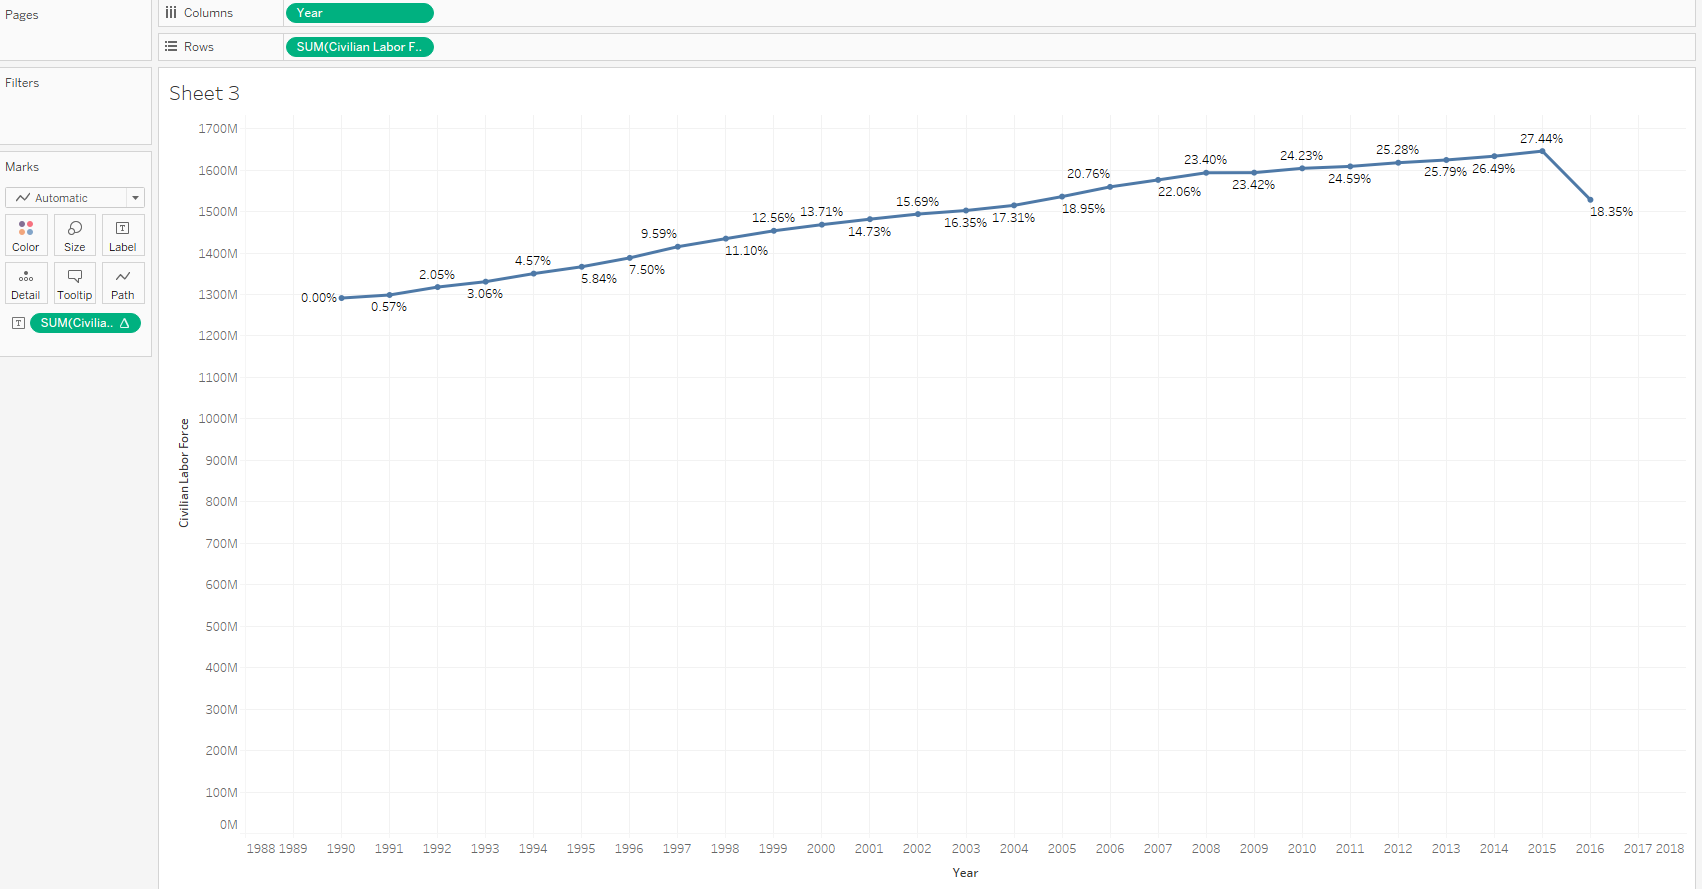 Pages
Columns
Year
Rows
SUM(Civilian Labor F..
Filters
Marks
Automatic
Color
Size
Label
Detail
Tooltip
Path
SUM(Civilia..
Sheet 3
1700M
1600M
1500M
1400M
1300M
1200M
1100M
1000M
900M
800M
700M
600M
500M
400M
300M
200M
100M
0M
Civilian Labor Force
0.00%
0.57%
2.05%
3.06%
4.57%
5.84%
7.50%
9.59%
11.10%
12.56%
13.71%
14.73%
15.69%
16.35%
17.31%
18.95%
20.76%
22.06%
23.40%
23.42%
24.23%
24.59%
25.28%
25.79%
26.49%
27.44%
18.35%
1988 1989 1990 1991 1992 1993 1994 1995 1996 1997 1998 1999 2000 2001 2002 2003 2004 2005 2006 2007 2008 2009 2010 2011 2012 2013 2014 2015 2016 2017 2018
Year